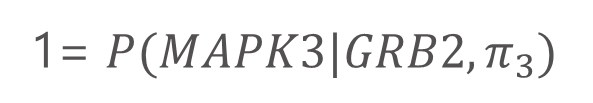 1= P(MAPK3|GRB2, π₃)